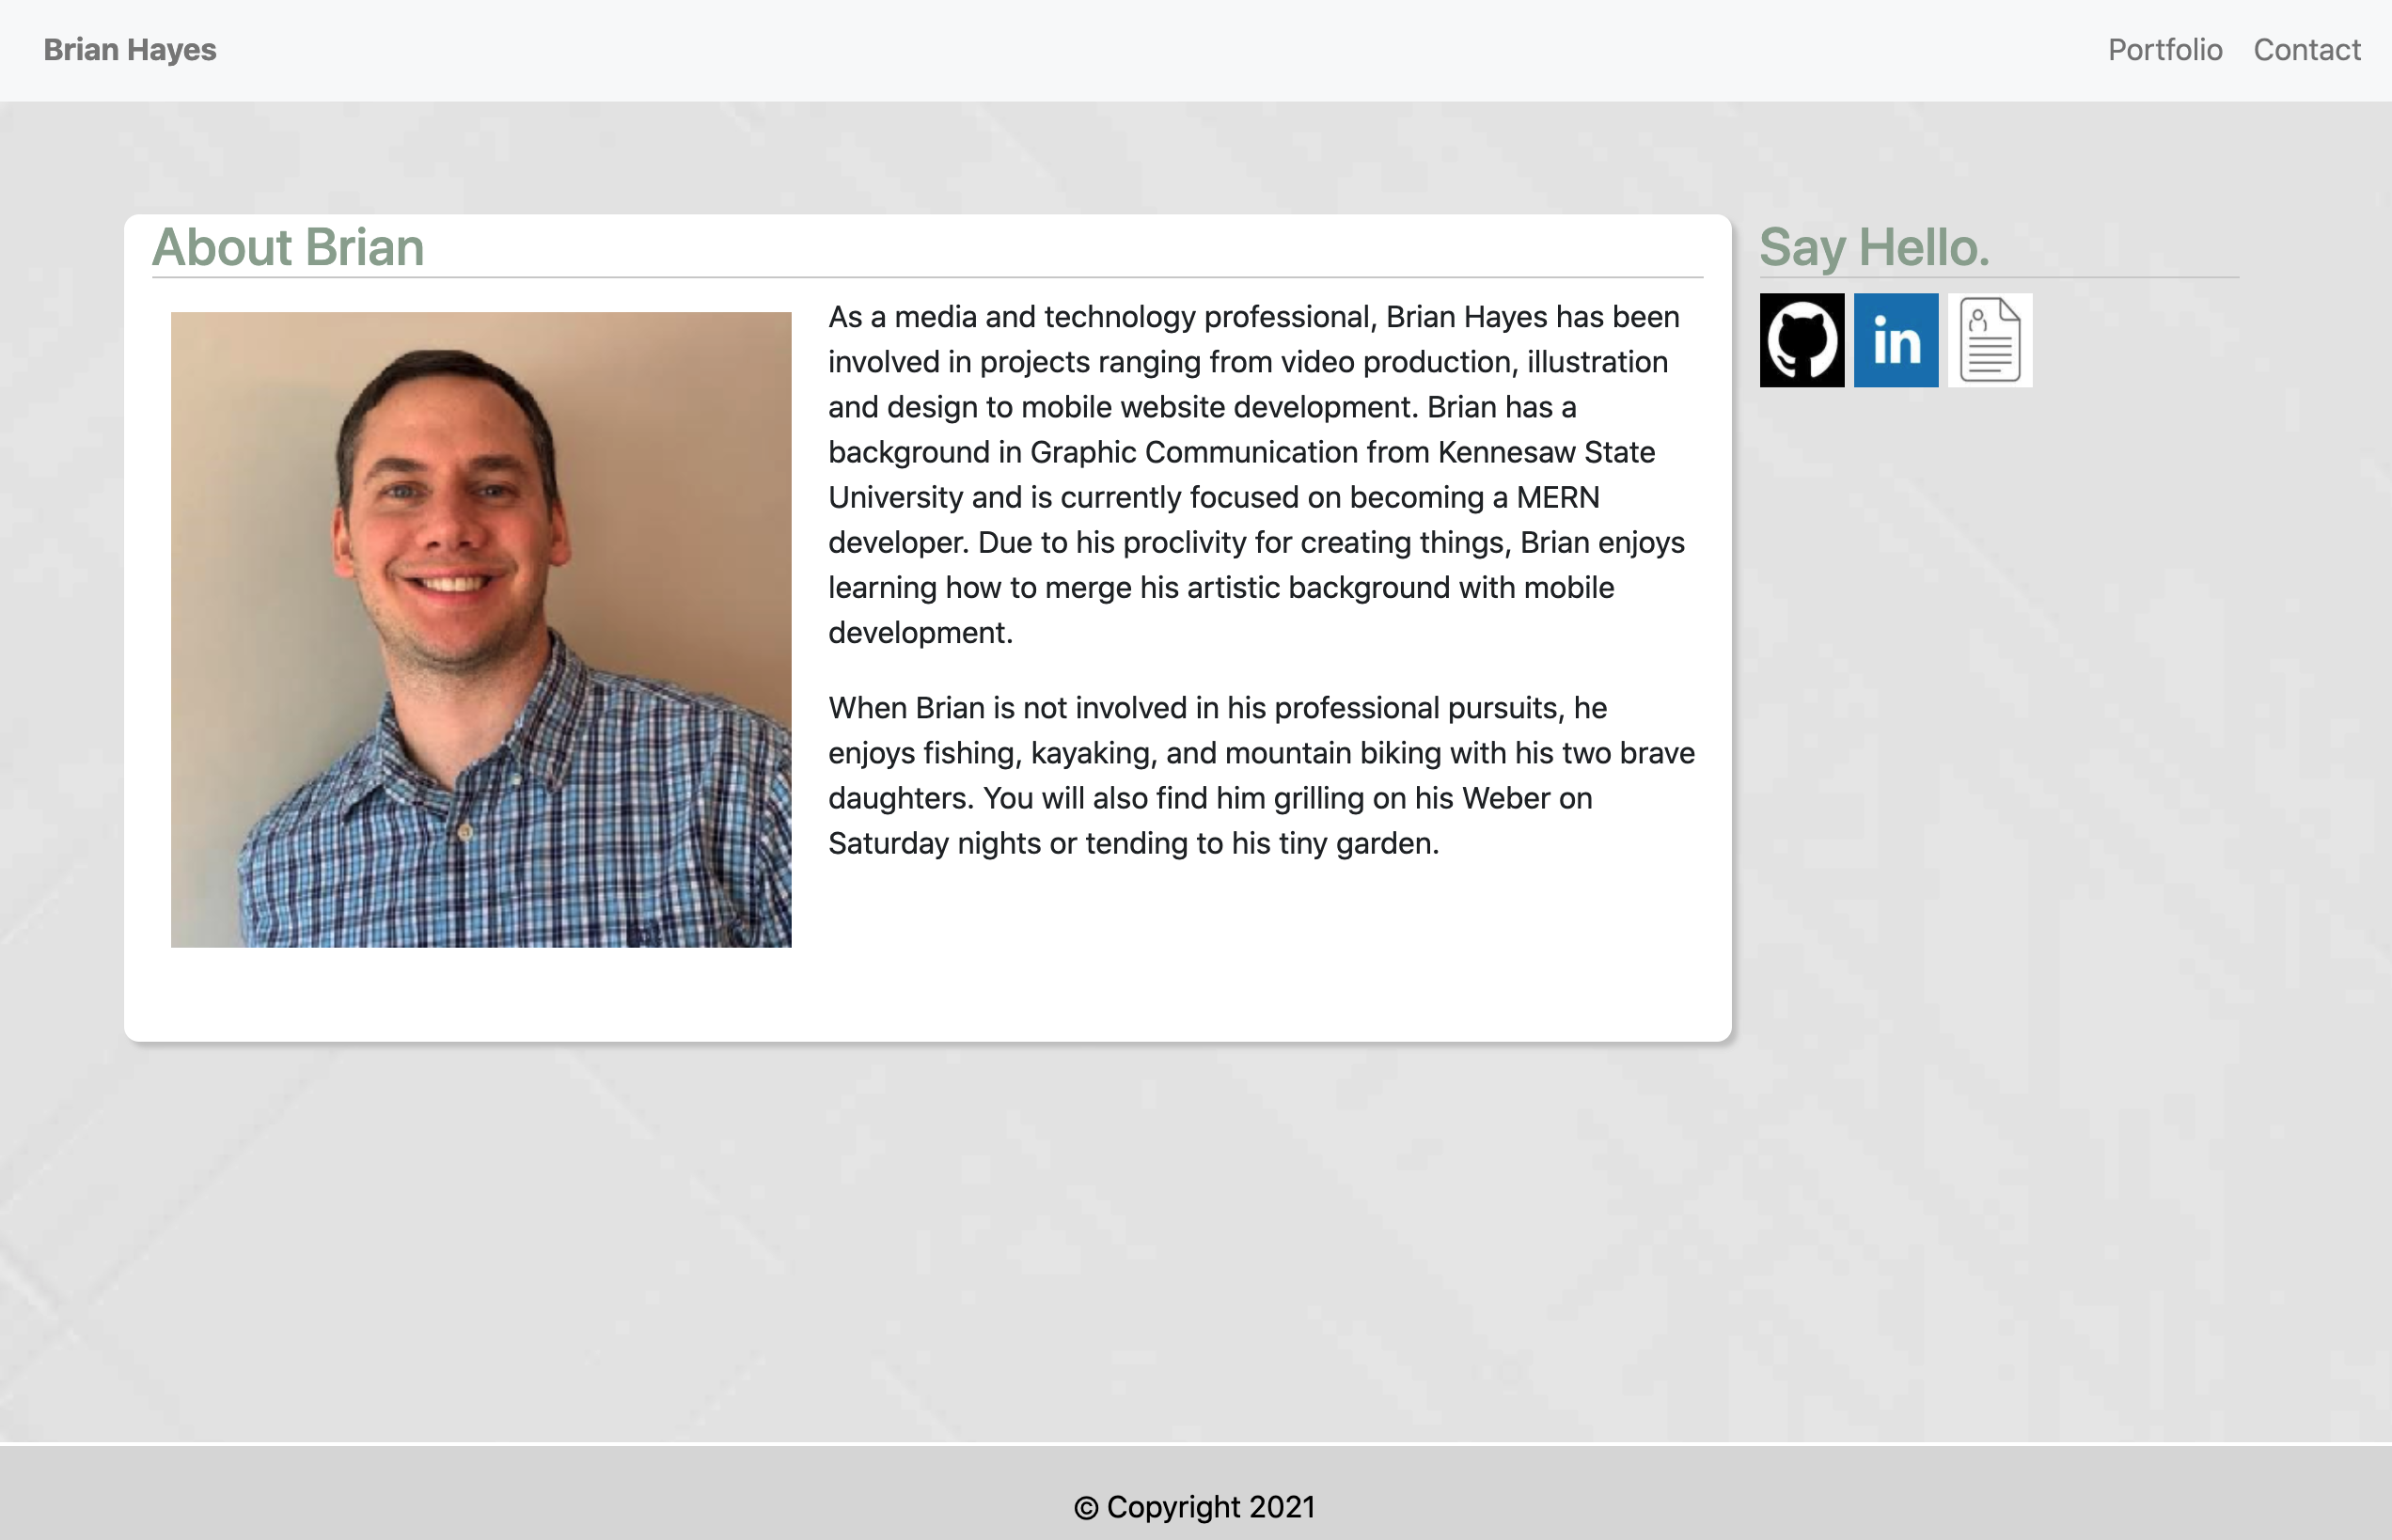 Brian Hayes
Portfolio
Contact
About Brian
As a media and technology professional, Brian Hayes has been
involved in projects ranging from video production, illustration
and design to mobile website development. Brian has a
background in Graphic Communication from Kennesaw State
University and is currently focused on becoming a MERN
developer. Due to his proclivity for creating things, Brian enjoys
learning how to merge his artistic background with mobile
development.
When Brian is not involved in his professional pursuits, he
enjoys fishing, kayaking, and mountain biking with his two brave
daughters. You will also find him grilling on his Weber on
Saturday nights or tending to his tiny garden.
Say Hello.
in
© Copyright 2021